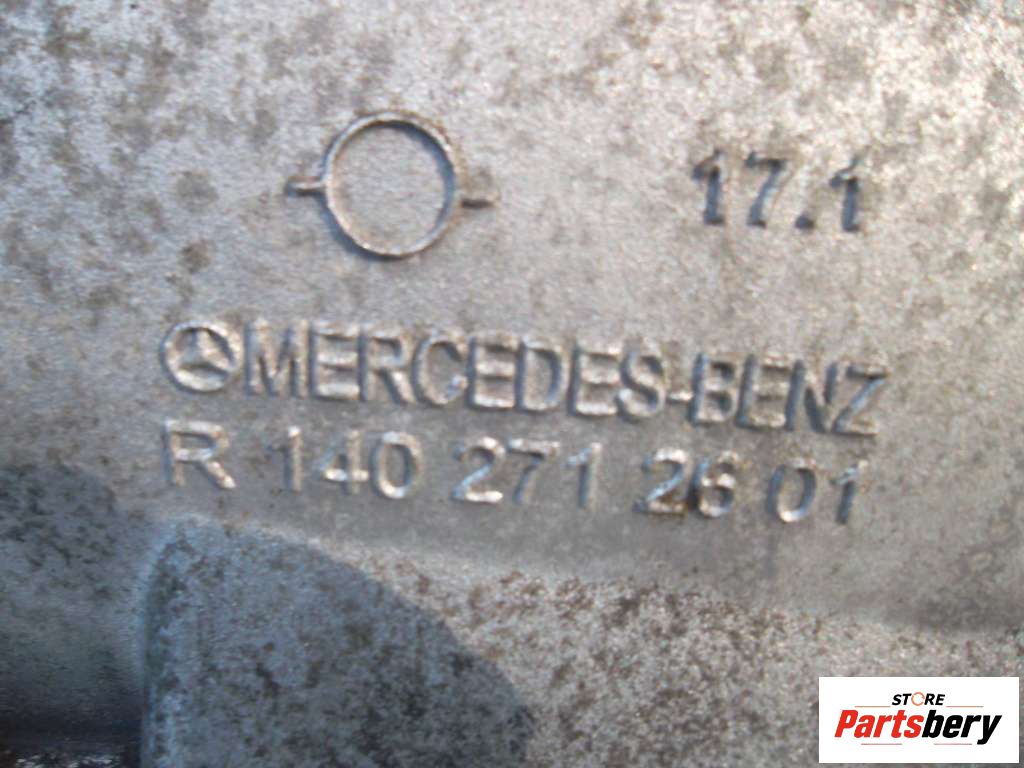 17.1
MERCEDES-BENZ
R 140 271 26 01
STORE
Partsbery